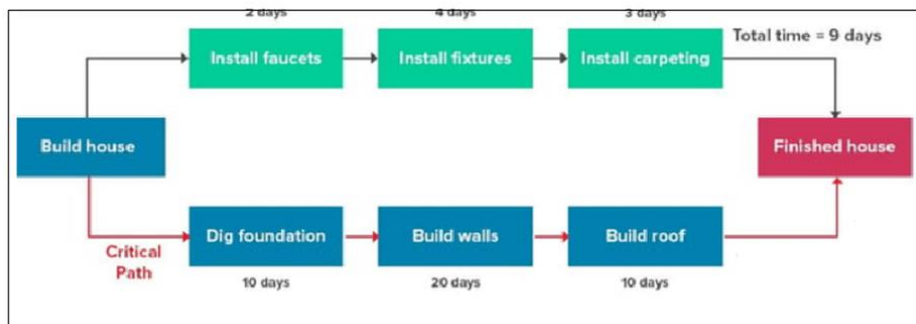 2 days
4 days
3 days
Install faucets
Install fixtures
Install carpeting
Total time = 9 days
Build house
Finished house
Critical
Path
Dig foundation
Build walls
Build roof
10 days
20 days
10 days